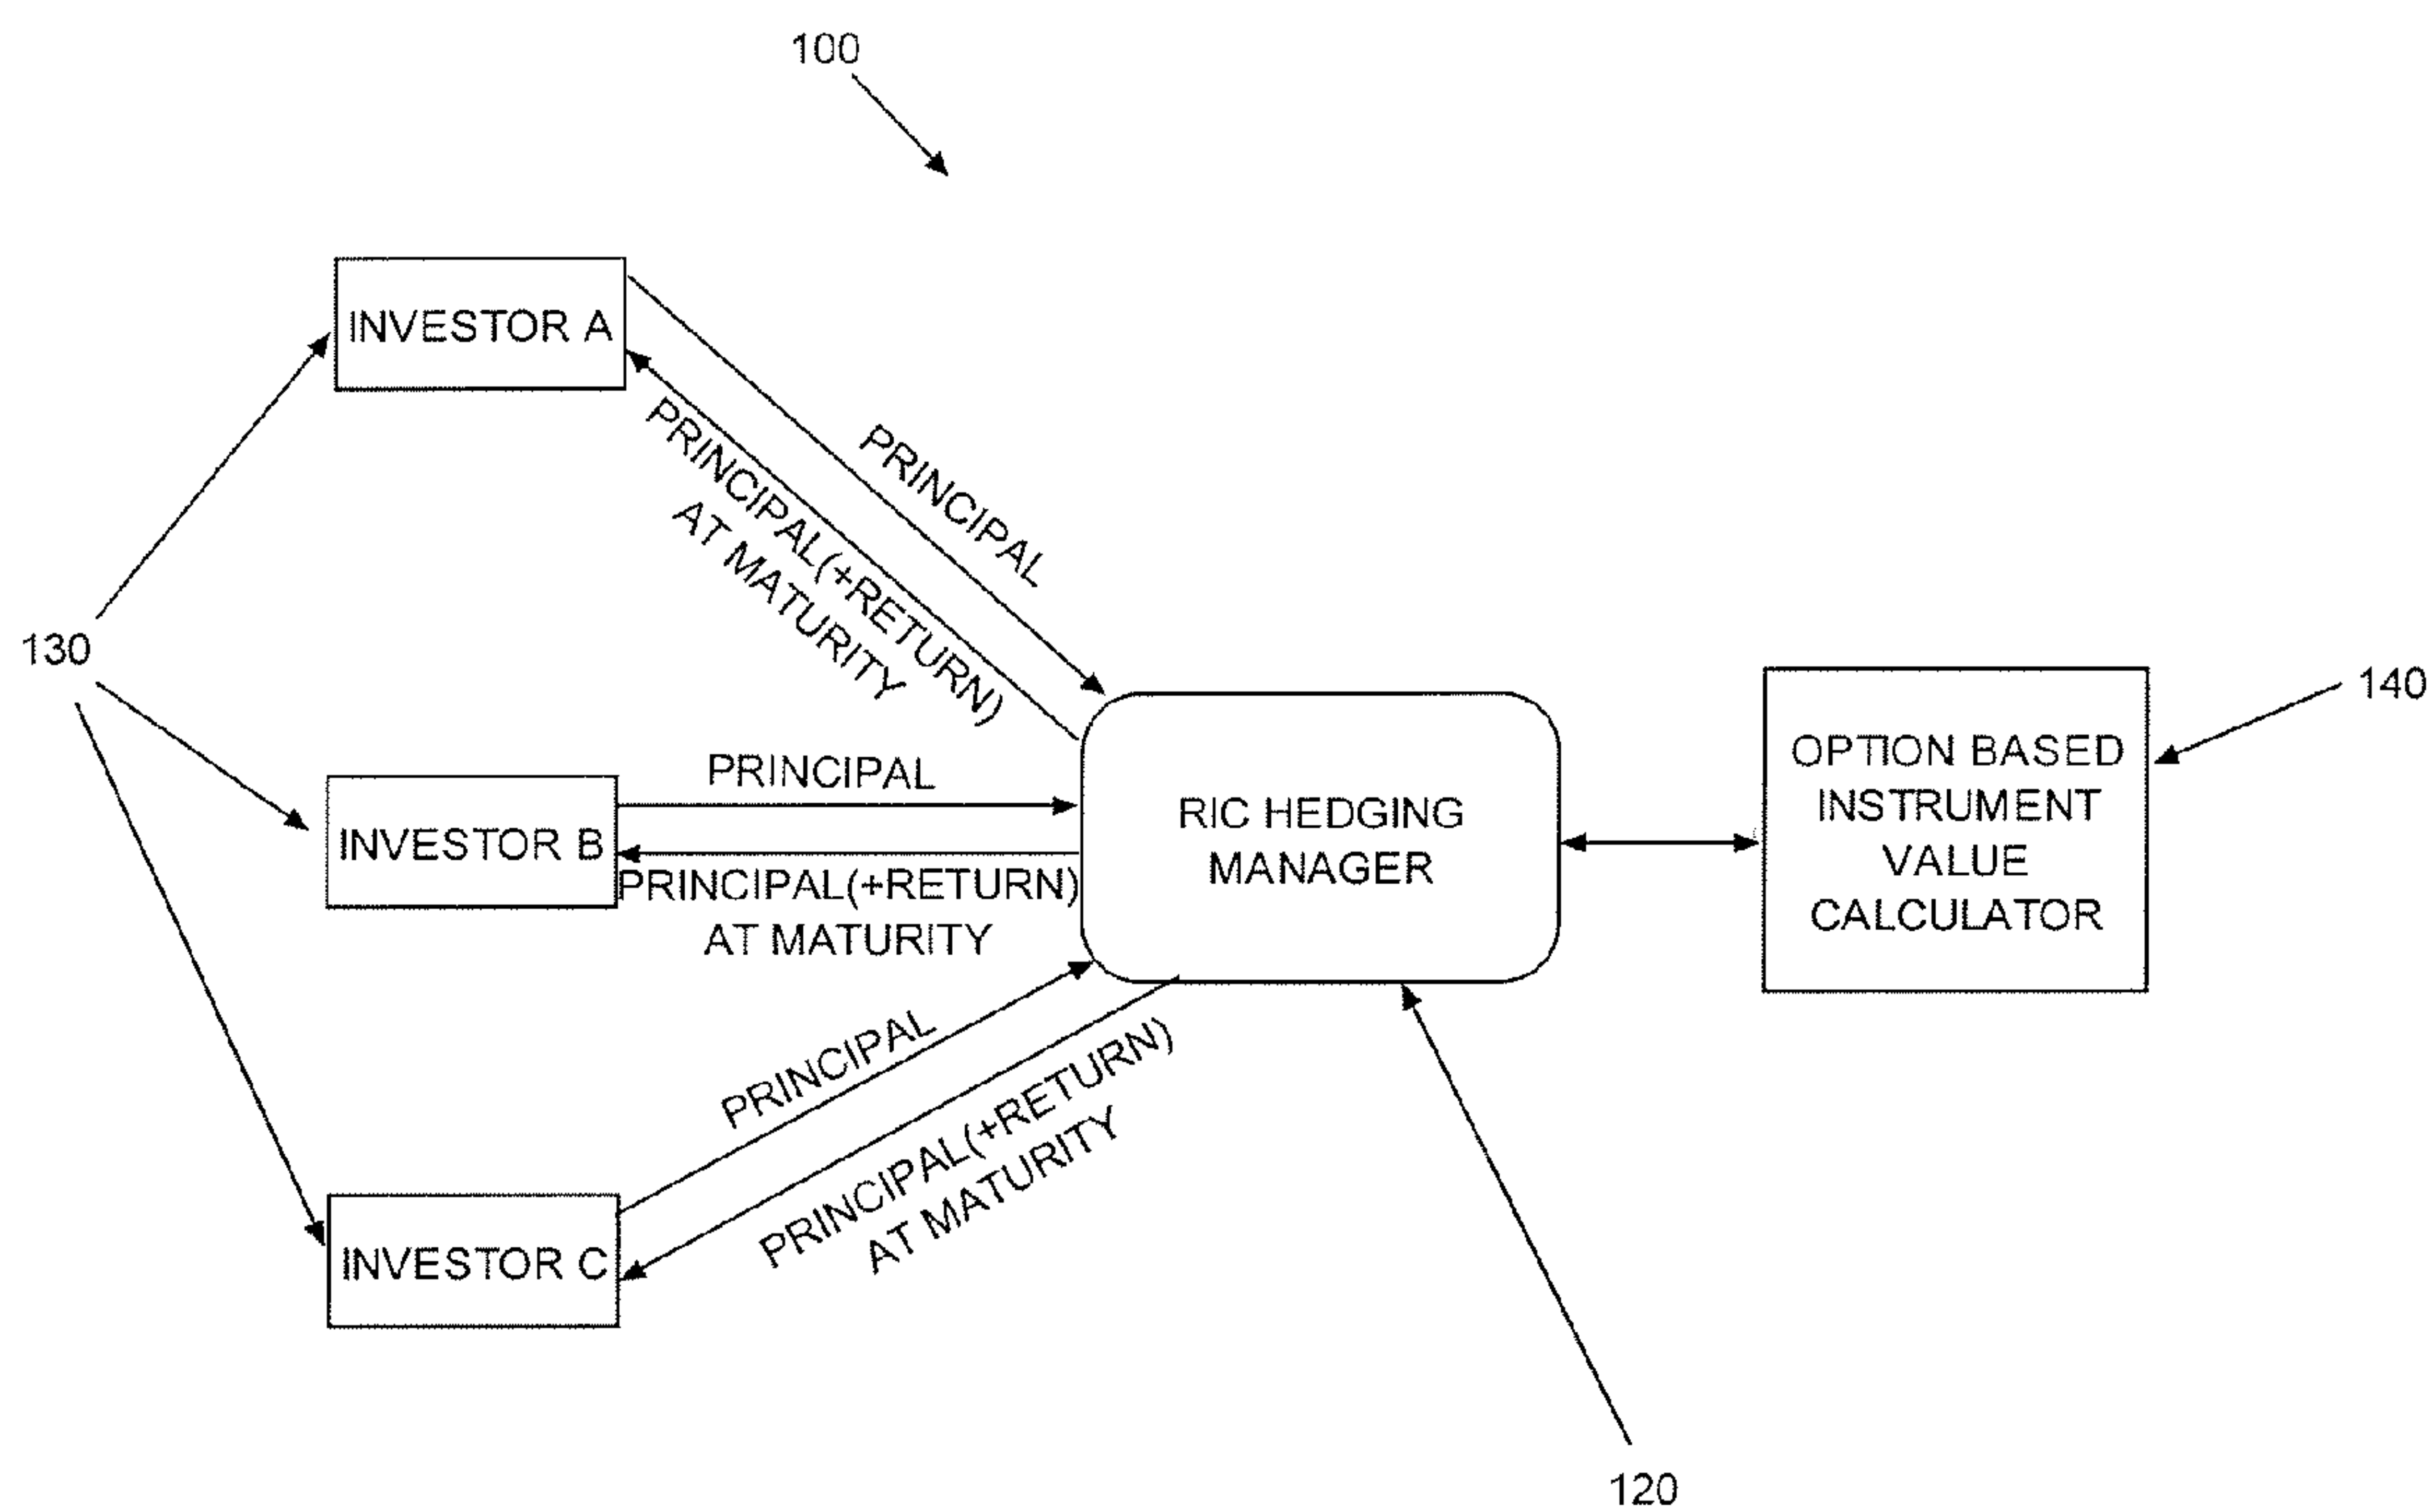 100
INVESTOR A
PRINCIPAL
PRINCIPAL(+RETURN)
AT MATURITY
130
140
INVESTOR B
PRINCIPAL
PRINCIPAL(+RETURN)
AT MATURITY
RIC HEDGING
MANAGER
OPTION BASED
INSTRUMENT
VALUE
CALCULATOR
PRINCIPAL
PRINCIPAL(+RETURN)
AT MATURITY
INVESTOR C
120